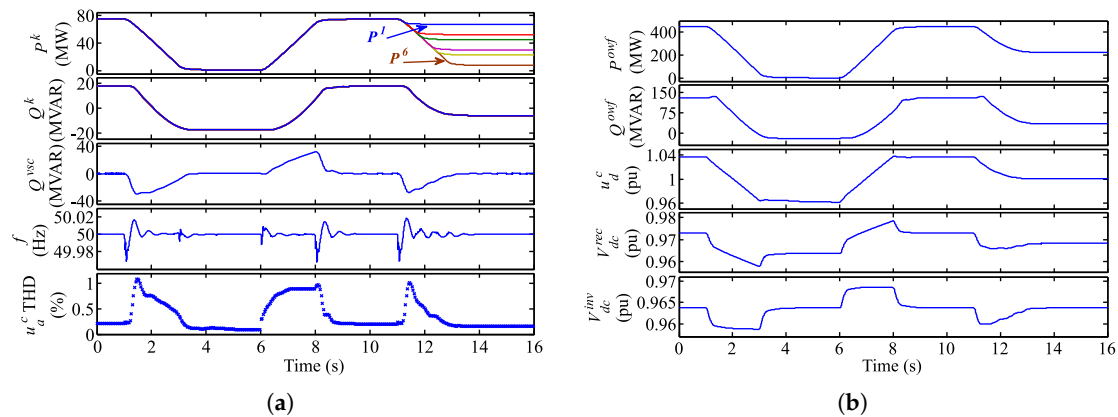 80
40
0
P^k
(MW)
P^1
P^6
20
0
-20
Q^k
(MVAR)
40
0
-40
Q^vsc
(MVAR)
50.02
50
49.98
f
(Hz)
1
0.5
0
u_a^c THD
(%)
0 2 4 6 8 10 12 14 16
Time (s)
(a)
400
200
0
P^owf
(MW)
150
75
0
Q^owf
(MVAR)
1.04
1
0.96
u_d^c
(pu)
0.98
0.97
0.96
V_dc^rec
(pu)
0.97
0.965
0.96
V_dc^inv
(pu)
0 2 4 6 8 10 12 14 16
Time (s)
(b)